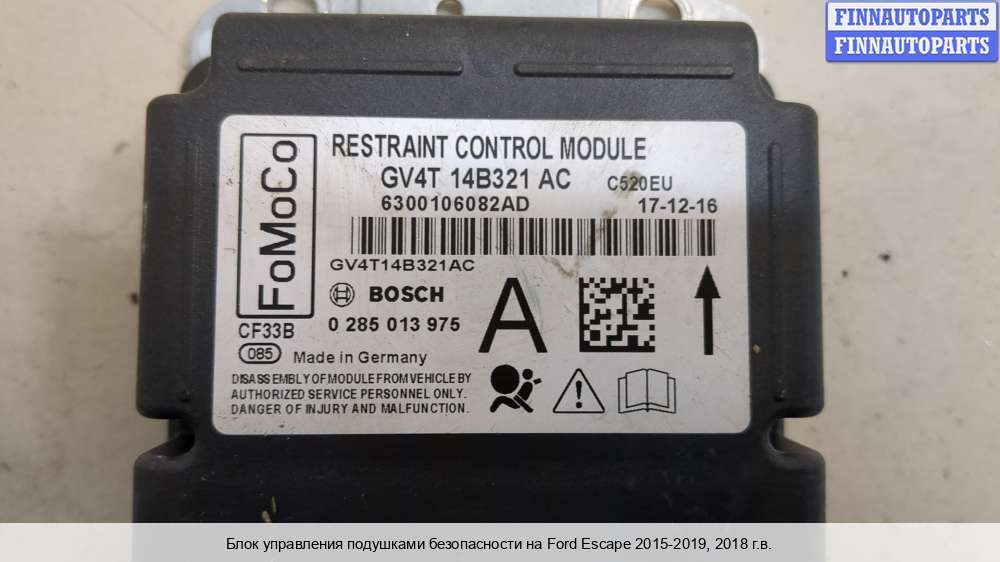 FINNAUTOPARTS
FINNAUTOPARTS
FoMoCo
RESTRAINT CONTROL MODULE
GV4T 14B321 AC C520EU
6300106082AD 17-12-16
GV4T14B321AC
BOSCH
0 285 013 975
A
CF33B
085
Made in Germany
DISASSEMBLY OF MODULE FROM VEHICLE BY
AUTHORIZED SERVICE PERSONNEL ONLY.
DANGER OF INJURY AND MALFUNCTION.
Блок управления подушками безопасности на Ford Escape 2015-2019, 2018 г.в.